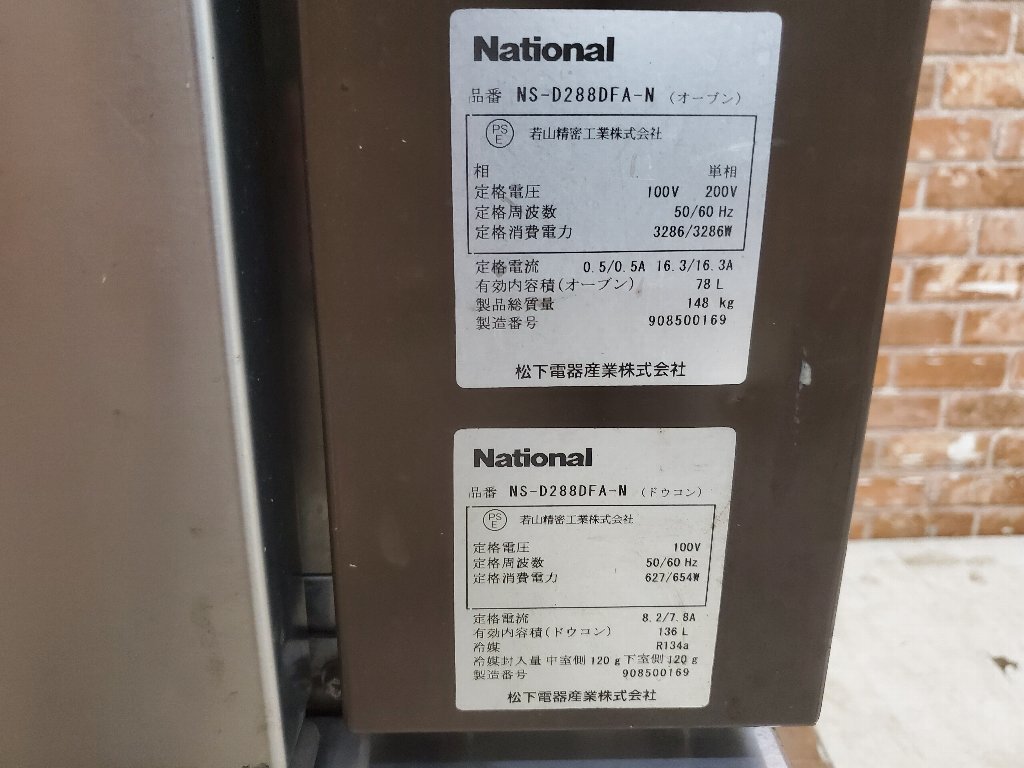 National
品番 NS-D288DFA-N (オーブン)
PS
E 若山精密工業株式会社
相 単相
定格電圧 100V 200V
定格周波数 50/60 Hz
定格消費電力 3286/3286W
定格電流 0.5/0.5A 16.3/16.3A
有効内容積(オーブン) 78 L
製品総質量 148 kg
製造番号 908500169
松下電器産業株式会社
National
品番 NS-D288DFA-N (ドウコン)
PS
E 若山精密工業株式会社
定格電圧 100V
定格周波数 50/60 Hz
定格消費電力 627/654W
定格電流 8.2/7.8A
有効内容積(ドウコン) 136 L
冷媒 R134a
冷媒封入量 中室側 120 g 下室側 120 g
製造番号 908500169
松下電器産業株式会社